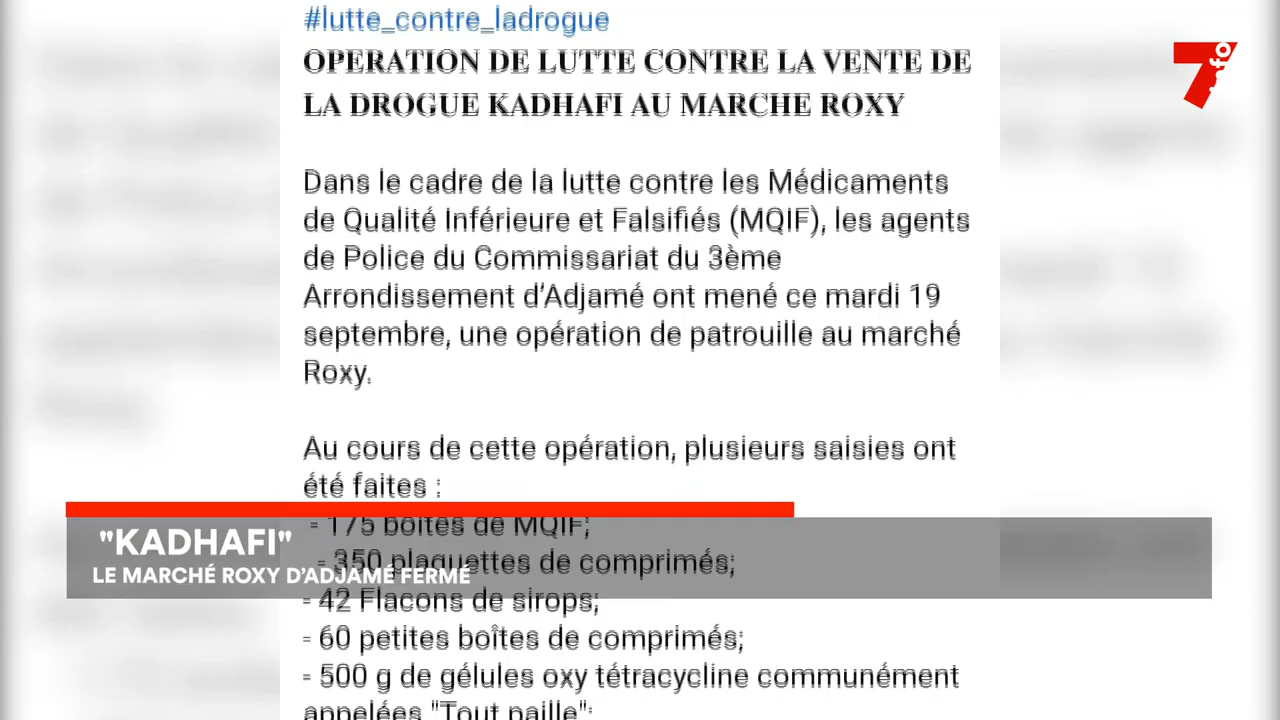 #lutte_contre_ladrogue
OPERATION DE LUTTE CONTRE LA VENTE DE
LA DROGUE KADHAFI AU MARCHE ROXY
Dans le cadre de la lutte contre les Médicaments
de Qualité Inférieure et Falsifiés (MQIF), les agents
de Police du Commissariat du 3ème
Arrondissement d'Adjamé ont mené ce mardi 19
septembre, une opération de patrouille au marché
Roxy.
Au cours de cette opération, plusieurs saisies ont
été faites :
- 175 boîtes de MQIF;
- 350 plaquettes de comprimés;
- 42 Flacons de sirops;
- 60 petites boîtes de comprimés;
- 500 g de gélules oxy tétracycline communément
appelées "Tout paille";
"KADHAFI"
LE MARCHÉ ROXY D'ADJAMÉ FERMÉ
7